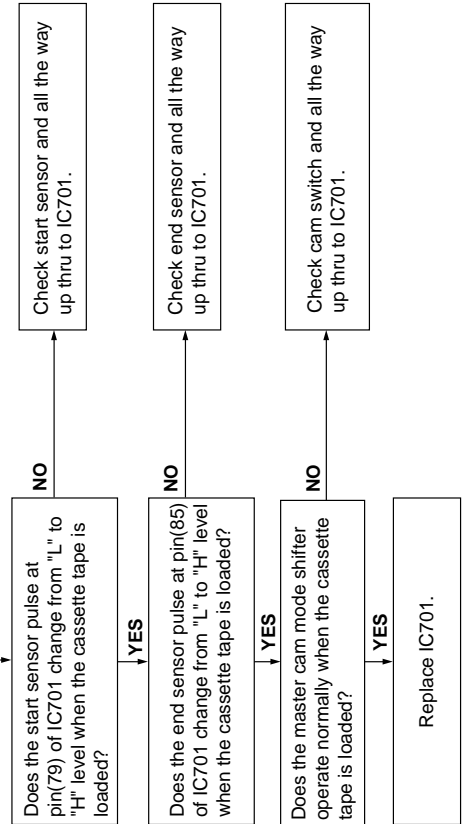 Does the start sensor pulse at
pin(79) of IC701 change from "L" to
"H" level when the cassette tape is
loaded?
NO
Check start sensor and all the way
up thru to IC701.
YES
Does the end sensor pulse at pin(85)
of IC701 change from "L" to "H" level
when the cassette tape is loaded?
NO
Check end sensor and all the way
up thru to IC701.
YES
Does the master cam mode shifter
operate normally when the cassette
tape is loaded?
NO
Check cam switch and all the way
up thru to IC701.
YES
Replace IC701.